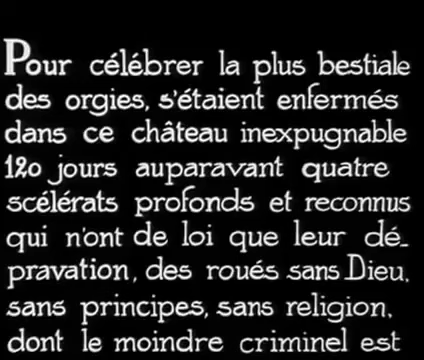 Pour célébrer la plus bestiale
des orgies, s'étaient enfermés
dans ce château inexpugnable
120 jours auparavant quatre
scélérats profonds et reconnus
qui n'ont de loi que leur dé-
pravation, des roués sans Dieu,
sans principes, sans religion,
dont le moindre criminel est